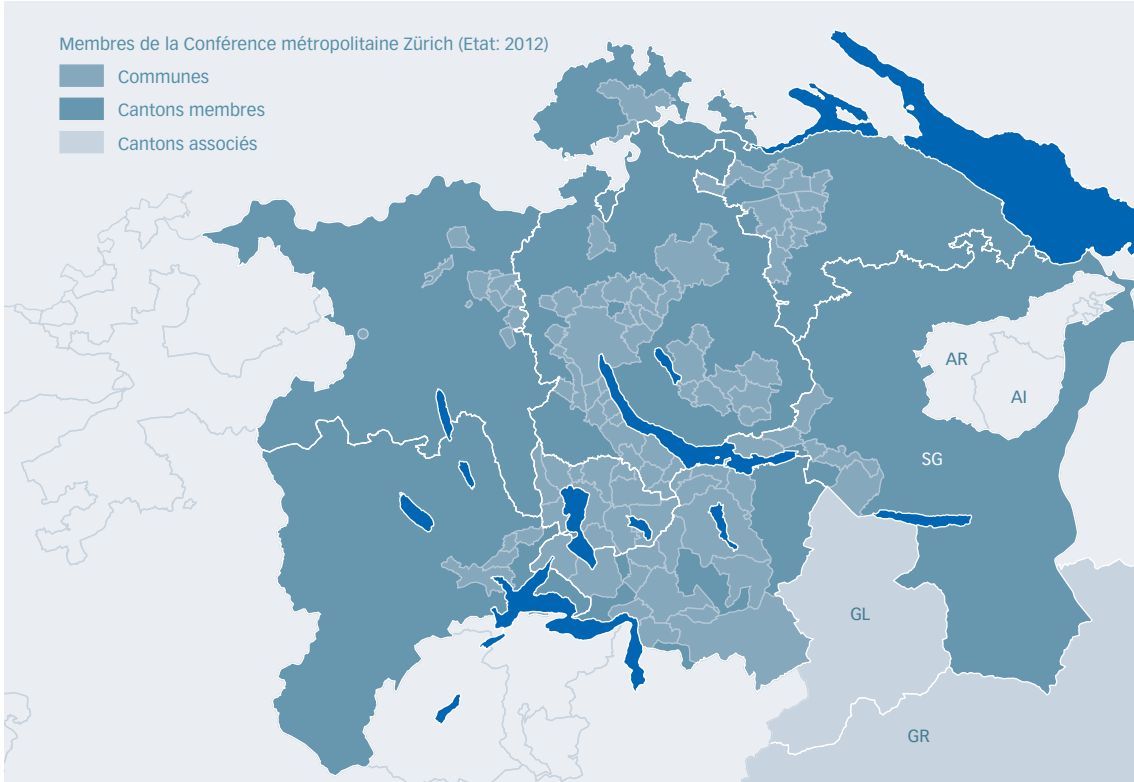 Membres de la Conférence métropolitaine Zürich (Etat: 2012)
Communes
Cantons membres
Cantons associés
AR
AI
SG
GL
GR